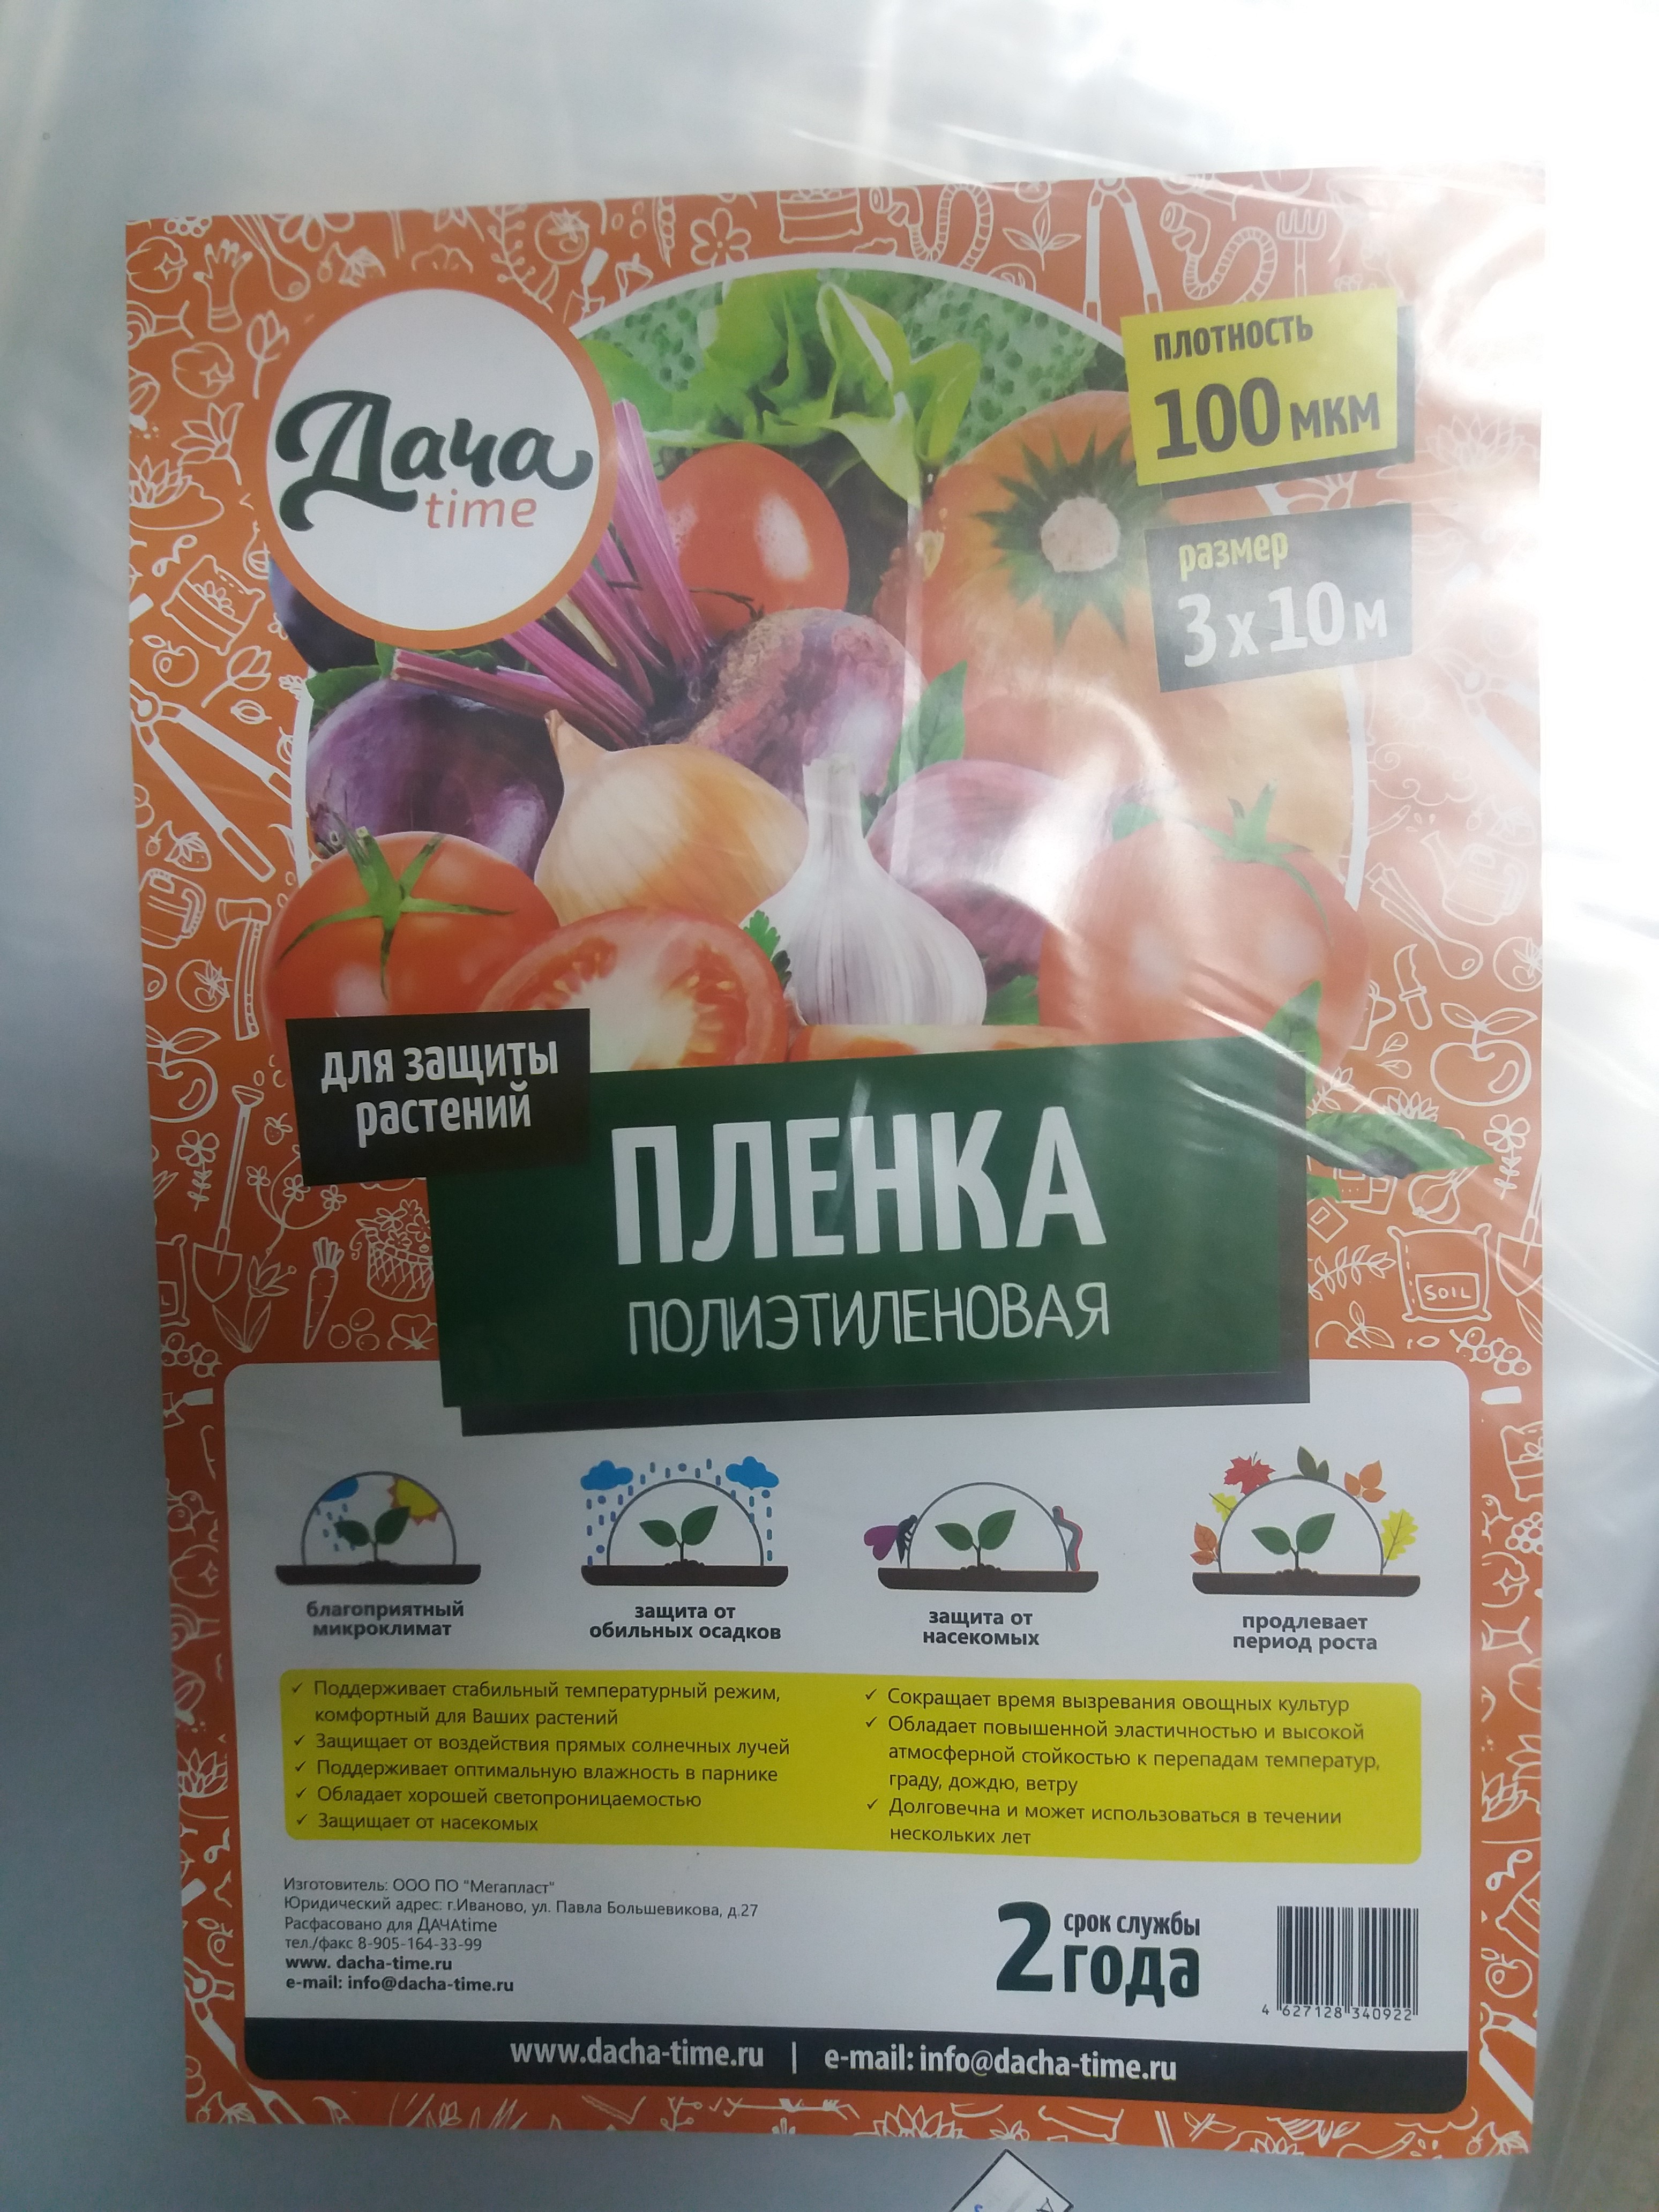 Дача
time
плотность
100 мкм
размер
3 х 10 м
для защиты
растений
ПЛЕНКА
ПОЛИЭТИЛЕНОВАЯ
SOIL
благоприятный
микроклимат
защита от
обильных осадков
защита от
насекомых
продлевает
период роста
✓ Поддерживает стабильный температурный режим,
комфортный для Ваших растений
✓ Защищает от воздействия прямых солнечных лучей
✓ Поддерживает оптимальную влажность в парнике
✓ Обладает хорошей светопроницаемостью
✓ Защищает от насекомых
✓ Сокращает время вызревания овощных культур
✓ Обладает повышенной эластичностью и высокой
атмосферной стойкостью к перепадам температур,
граду, дождю, ветру
✓ Долговечна и может использоваться в течении
нескольких лет
Изготовитель: ООО ПО "Мегапласт"
Юридический адрес: г.Иваново, ул. Павла Большевикова, д.27
Расфасовано для ДАЧАtime
тел./факс 8-905-164-33-99
www. dacha-time.ru
e-mail: info@dacha-time.ru
2 срок службы
года
4 627128 340922
www.dacha-time.ru | e-mail: info@dacha-time.ru